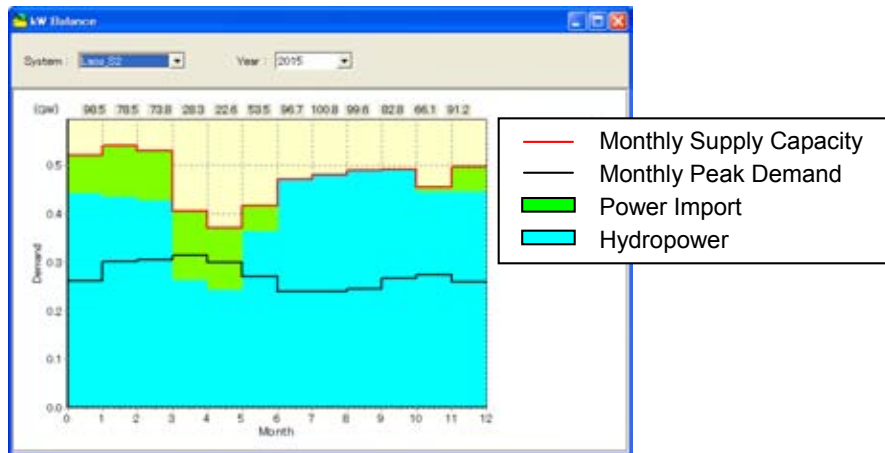 kW Balance
System : Laos_S2 Year : 2015
(GW) 98.5 78.5 73.8 28.3 22.6 53.5 96.7 100.8 99.6 82.8 66.1 91.2
Monthly Supply Capacity
Monthly Peak Demand
Power Import
Hydropower
0.5
0.4
0.3
0.2
0.1
0.0
Demand
0 1 2 3 4 5 6 7 8 9 10 11 12
Month